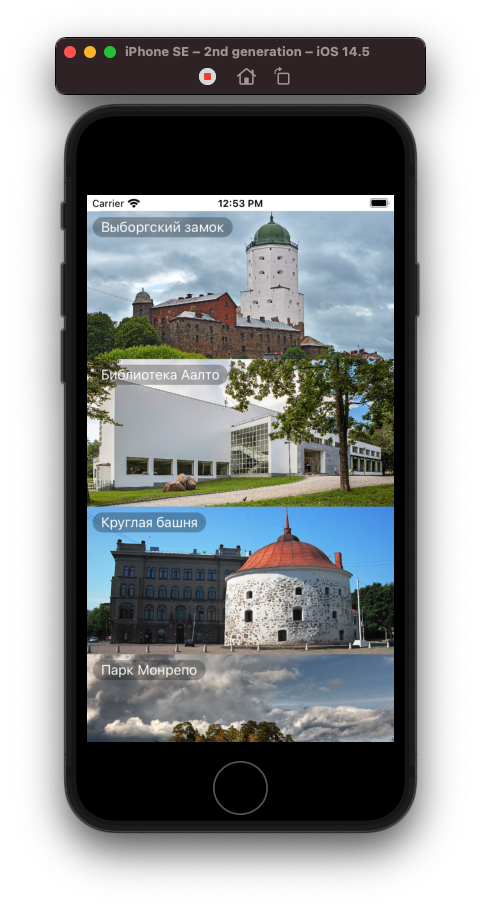 iPhone SE – 2nd generation – iOS 14.5
Carrier
12:53 PM
Выборгский замок
Библиотека Аалто
Круглая башня
Парк Монрепо